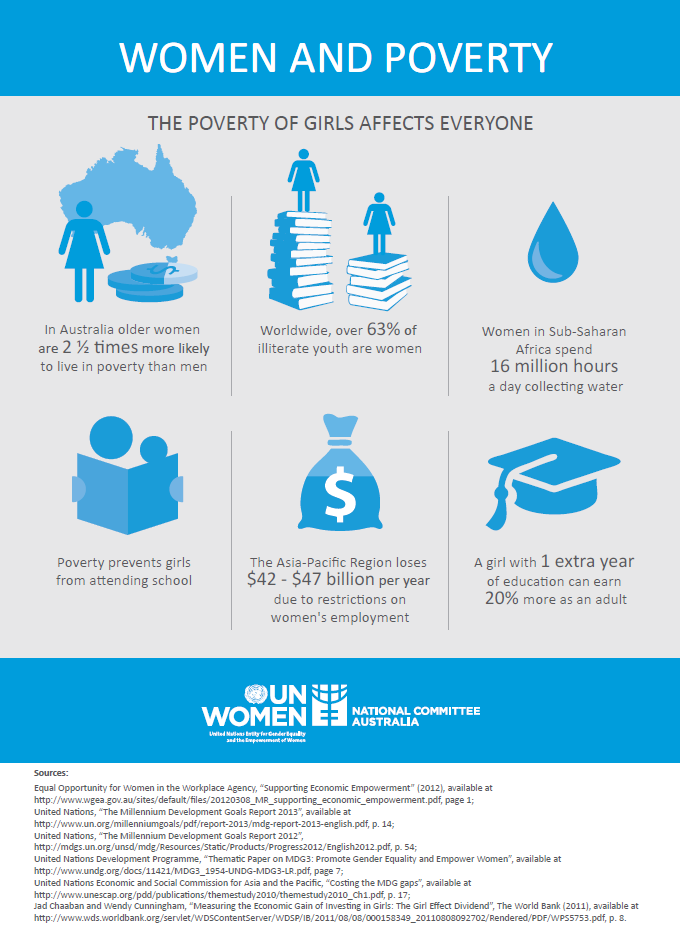 WOMEN AND POVERTY
THE POVERTY OF GIRLS AFFECTS EVERYONE
In Australia older women
are 2 ½ times more likely
to live in poverty than men
Worldwide, over 63% of
illiterate youth are women
Women in Sub-Saharan
Africa spend
16 million hours
a day collecting water
Poverty prevents girls
from attending school
$
The Asia-Pacific Region loses
$42 - $47 billion per year
due to restrictions on
women's employment
A girl with 1 extra year
of education can earn
20% more as an adult
UN
WOMEN
United Nations Entity for Gender Equality
and the Empowerment of Women
NATIONAL COMMITTEE
AUSTRALIA
Sources:
Equal Opportunity for Women in the Workplace Agency, “Supporting Economic Empowerment” (2012), available at
http://www.wgea.gov.au/sites/default/files/20120308_MR_supporting_economic_empowerment.pdf, page 1;
United Nations, “The Millennium Development Goals Report 2013”, available at
http://www.un.org/millenniumgoals/pdf/report-2013/mdg-report-2013-english.pdf, p. 14;
United Nations, “The Millennium Development Goals Report 2012”,
http://mdgs.un.org/unsd/mdg/Resources/Static/Products/Progress2012/English2012.pdf, p. 54;
United Nations Development Programme, “Thematic Paper on MDG3: Promote Gender Equality and Empower Women”, available at
http://www.undg.org/docs/11421/MDG3_1954-UNDG-MDG3-LR.pdf, page 7;
United Nations Economic and Social Commission for Asia and the Pacific, “Costing the MDG gaps”, available at
http://www.unescap.org/pdd/publications/themestudy2010/themestudy2010_Ch1.pdf, p. 17;
Jad Chaaban and Wendy Cunningham, “Measuring the Economic Gain of Investing in Girls: The Girl Effect Dividend”, The World Bank (2011), available at
http://www.wds.worldbank.org/servlet/WDSContentServer/WDSP/IB/2011/08/08/000158349_20110808092702/Rendered/PDF/WPS5753.pdf, p. 8.